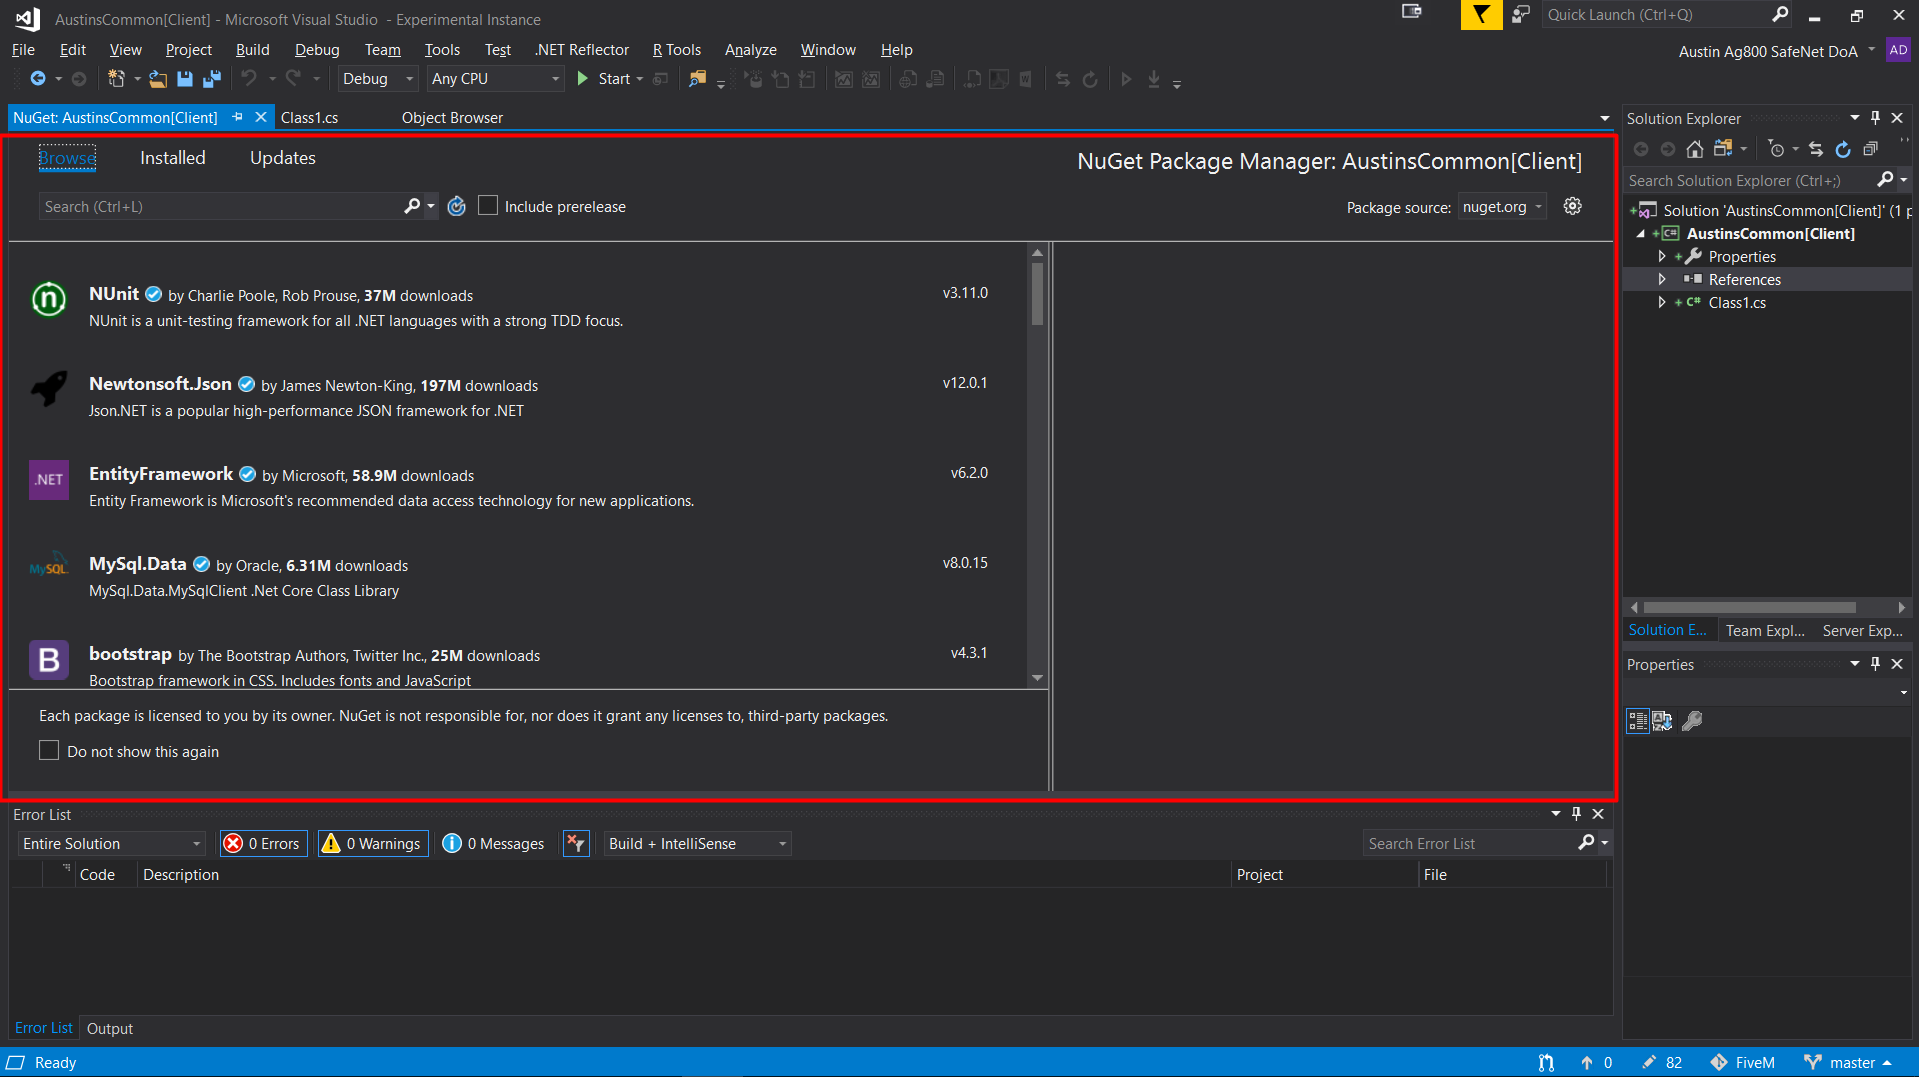 AustinsCommon[Client] - Microsoft Visual Studio - Experimental Instance
Quick Launch (Ctrl+Q)
File Edit View Project Build Debug Team Tools Test .NET Reflector R Tools Analyze Window Help
Austin Ag800 SafeNet DoA AD
Debug Any CPU Start
NuGet: AustinsCommon[Client] Class1.cs Object Browser
Browse Installed Updates
NuGet Package Manager: AustinsCommon[Client]
Search (Ctrl+L) Include prerelease
Package source: nuget.org
NUnit by Charlie Poole, Rob Prouse, 37M downloads v3.11.0
NUnit is a unit-testing framework for all .NET languages with a strong TDD focus.
Newtonsoft.Json by James Newton-King, 197M downloads v12.0.1
Json.NET is a popular high-performance JSON framework for .NET
.NET
EntityFramework by Microsoft, 58.9M downloads v6.2.0
Entity Framework is Microsoft's recommended data access technology for new applications.
MySQL
MySql.Data by Oracle, 6.31M downloads v8.0.15
MySql.Data.MySqlClient .Net Core Class Library
B
bootstrap by The Bootstrap Authors, Twitter Inc., 25M downloads v4.3.1
Bootstrap framework in CSS. Includes fonts and JavaScript
Each package is licensed to you by its owner. NuGet is not responsible for, nor does it grant any licenses to, third-party packages.
Do not show this again
Solution Explorer
Search Solution Explorer (Ctrl+;)
Solution 'AustinsCommon[Client]' (1 p
C# AustinsCommon[Client]
Properties
References
C# Class1.cs
Solution E... Team Expl... Server Exp...
Properties
Error List
Entire Solution 0 Errors 0 Warnings 0 Messages Build + IntelliSense Search Error List
Code Description Project File
Error List Output
Ready 0 82 FiveM master